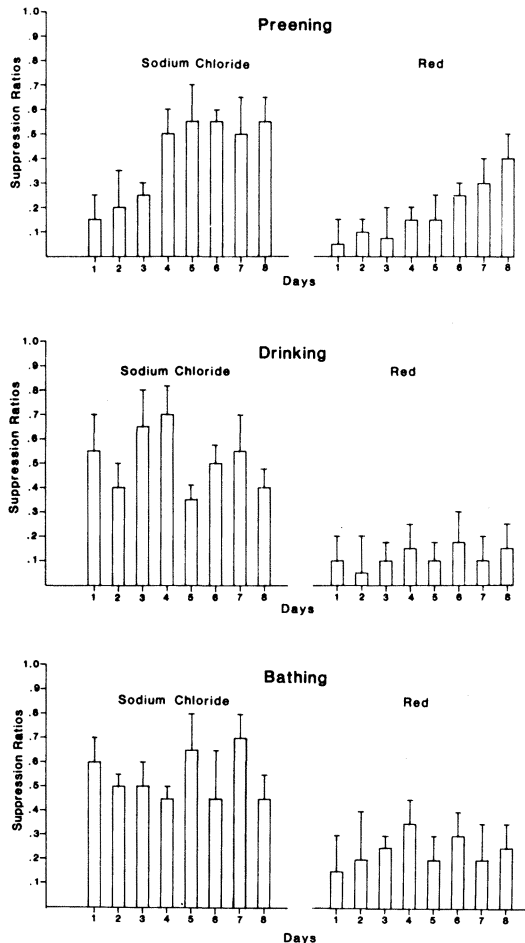 Preening
Sodium Chloride Red
Suppression Ratios
1.0
.9
.8
.7
.6
.5
.4
.3
.2
.1
1 2 3 4 5 6 7 8 1 2 3 4 5 6 7 8
Days Days
Drinking
Sodium Chloride Red
Suppression Ratios
1.0
.9
.8
.7
.6
.5
.4
.3
.2
.1
1 2 3 4 5 6 7 8 1 2 3 4 5 6 7 8
Days Days
Bathing
Sodium Chloride Red
Suppression Ratios
1.0
.9
.8
.7
.6
.5
.4
.3
.2
.1
1 2 3 4 5 6 7 8 1 2 3 4 5 6 7 8
Days Days